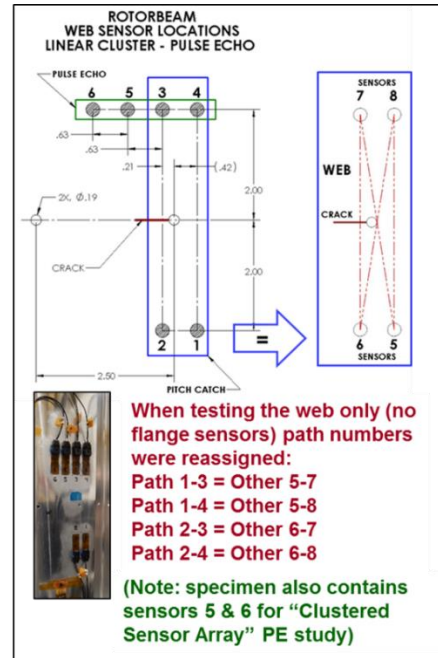 ROTORBEAM
WEB SENSOR LOCATIONS
LINEAR CLUSTER - PULSE ECHO
PULSE ECHO
6 5 3 4
.63
.63
.21
(.42)
2X, Ø.19
2.00
CRACK
2.00
2 1
2.50
PITCH CATCH
=
SENSORS
7 8
WEB
CRACK
6 5
SENSORS
When testing the web only (no
flange sensors) path numbers
were reassigned:
Path 1-3 = Other 5-7
Path 1-4 = Other 5-8
Path 2-3 = Other 6-7
Path 2-4 = Other 6-8
(Note: specimen also contains
sensors 5 & 6 for “Clustered
Sensor Array” PE study)